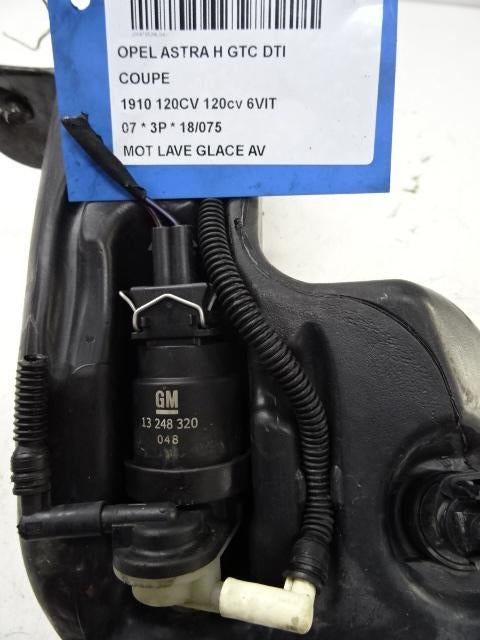 OPEL ASTRA H GTC DTI
COUPE
1910 120CV 120cv 6VIT
07 * 3P * 18/075
MOT LAVE GLACE AV
GM
13 248 320
048